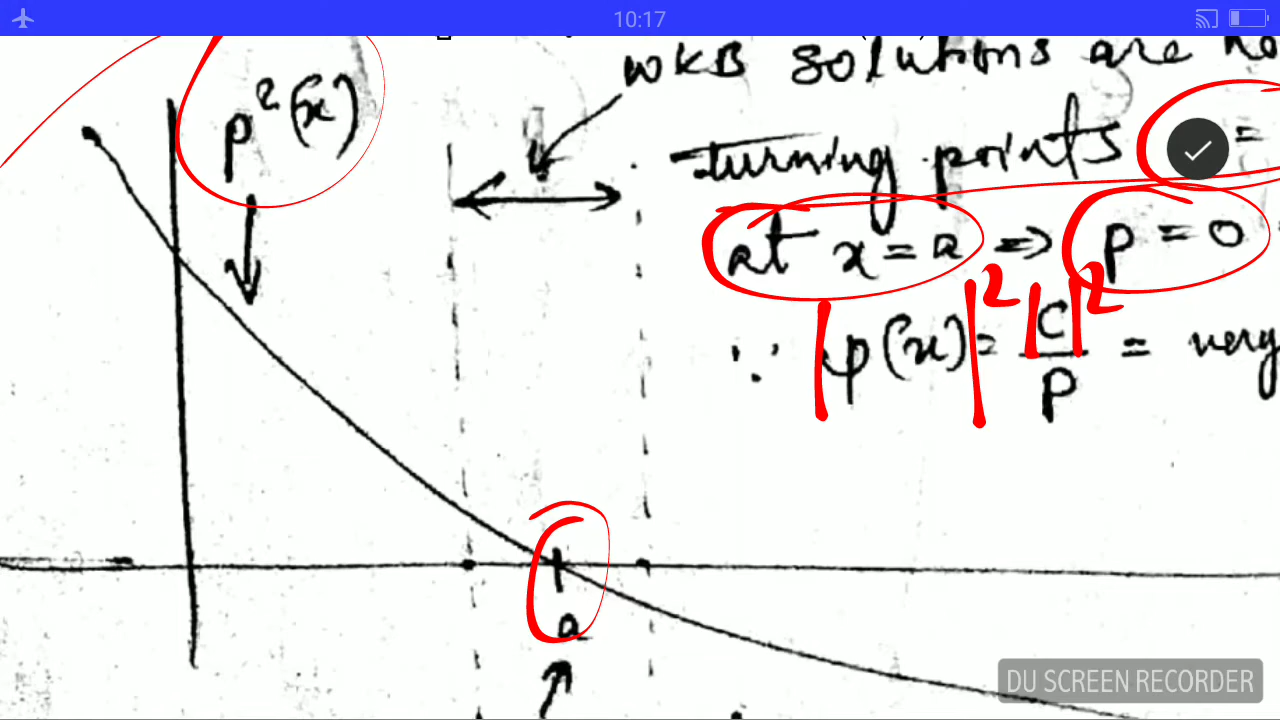 10:17
WKB solutions are
p²(x)
turning points =
at x = a => p = 0
∵ |φ(x)|² = |C|²/p = very
a
DU SCREEN RECORDER